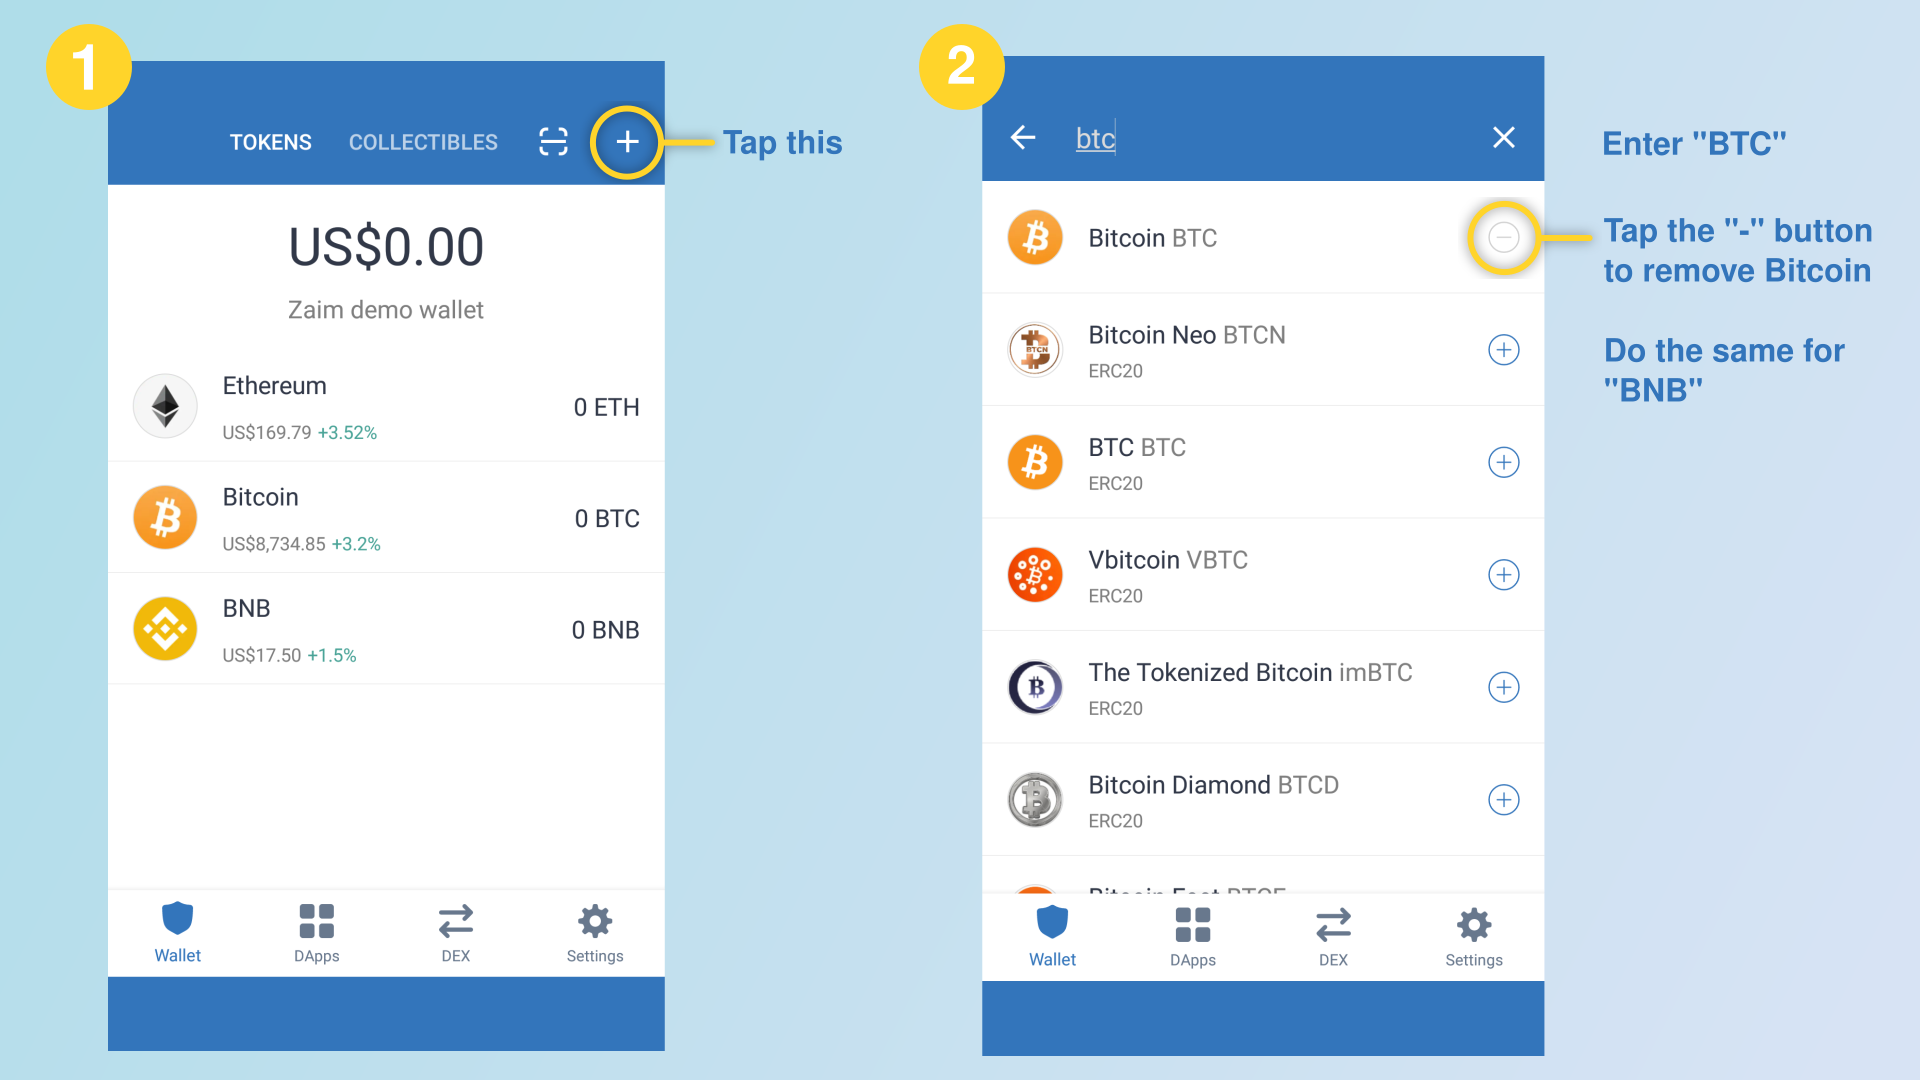 1
TOKENS COLLECTIBLES
Tap this
US$0.00
Zaim demo wallet
Ethereum
0 ETH
US$169.79 +3.52%
Bitcoin
0 BTC
US$8,734.85 +3.2%
BNB
0 BNB
US$17.50 +1.5%
Wallet DApps DEX Settings
2
btc
Enter "BTC"
Bitcoin BTC
Tap the "-" button
to remove Bitcoin
Do the same for
"BNB"
Bitcoin Neo BTCN
BTCN
ERC20
BTC BTC
ERC20
Vbitcoin VBTC
ERC20
The Tokenized Bitcoin imBTC
ERC20
Bitcoin Diamond BTCD
ERC20
Wallet DApps DEX Settings